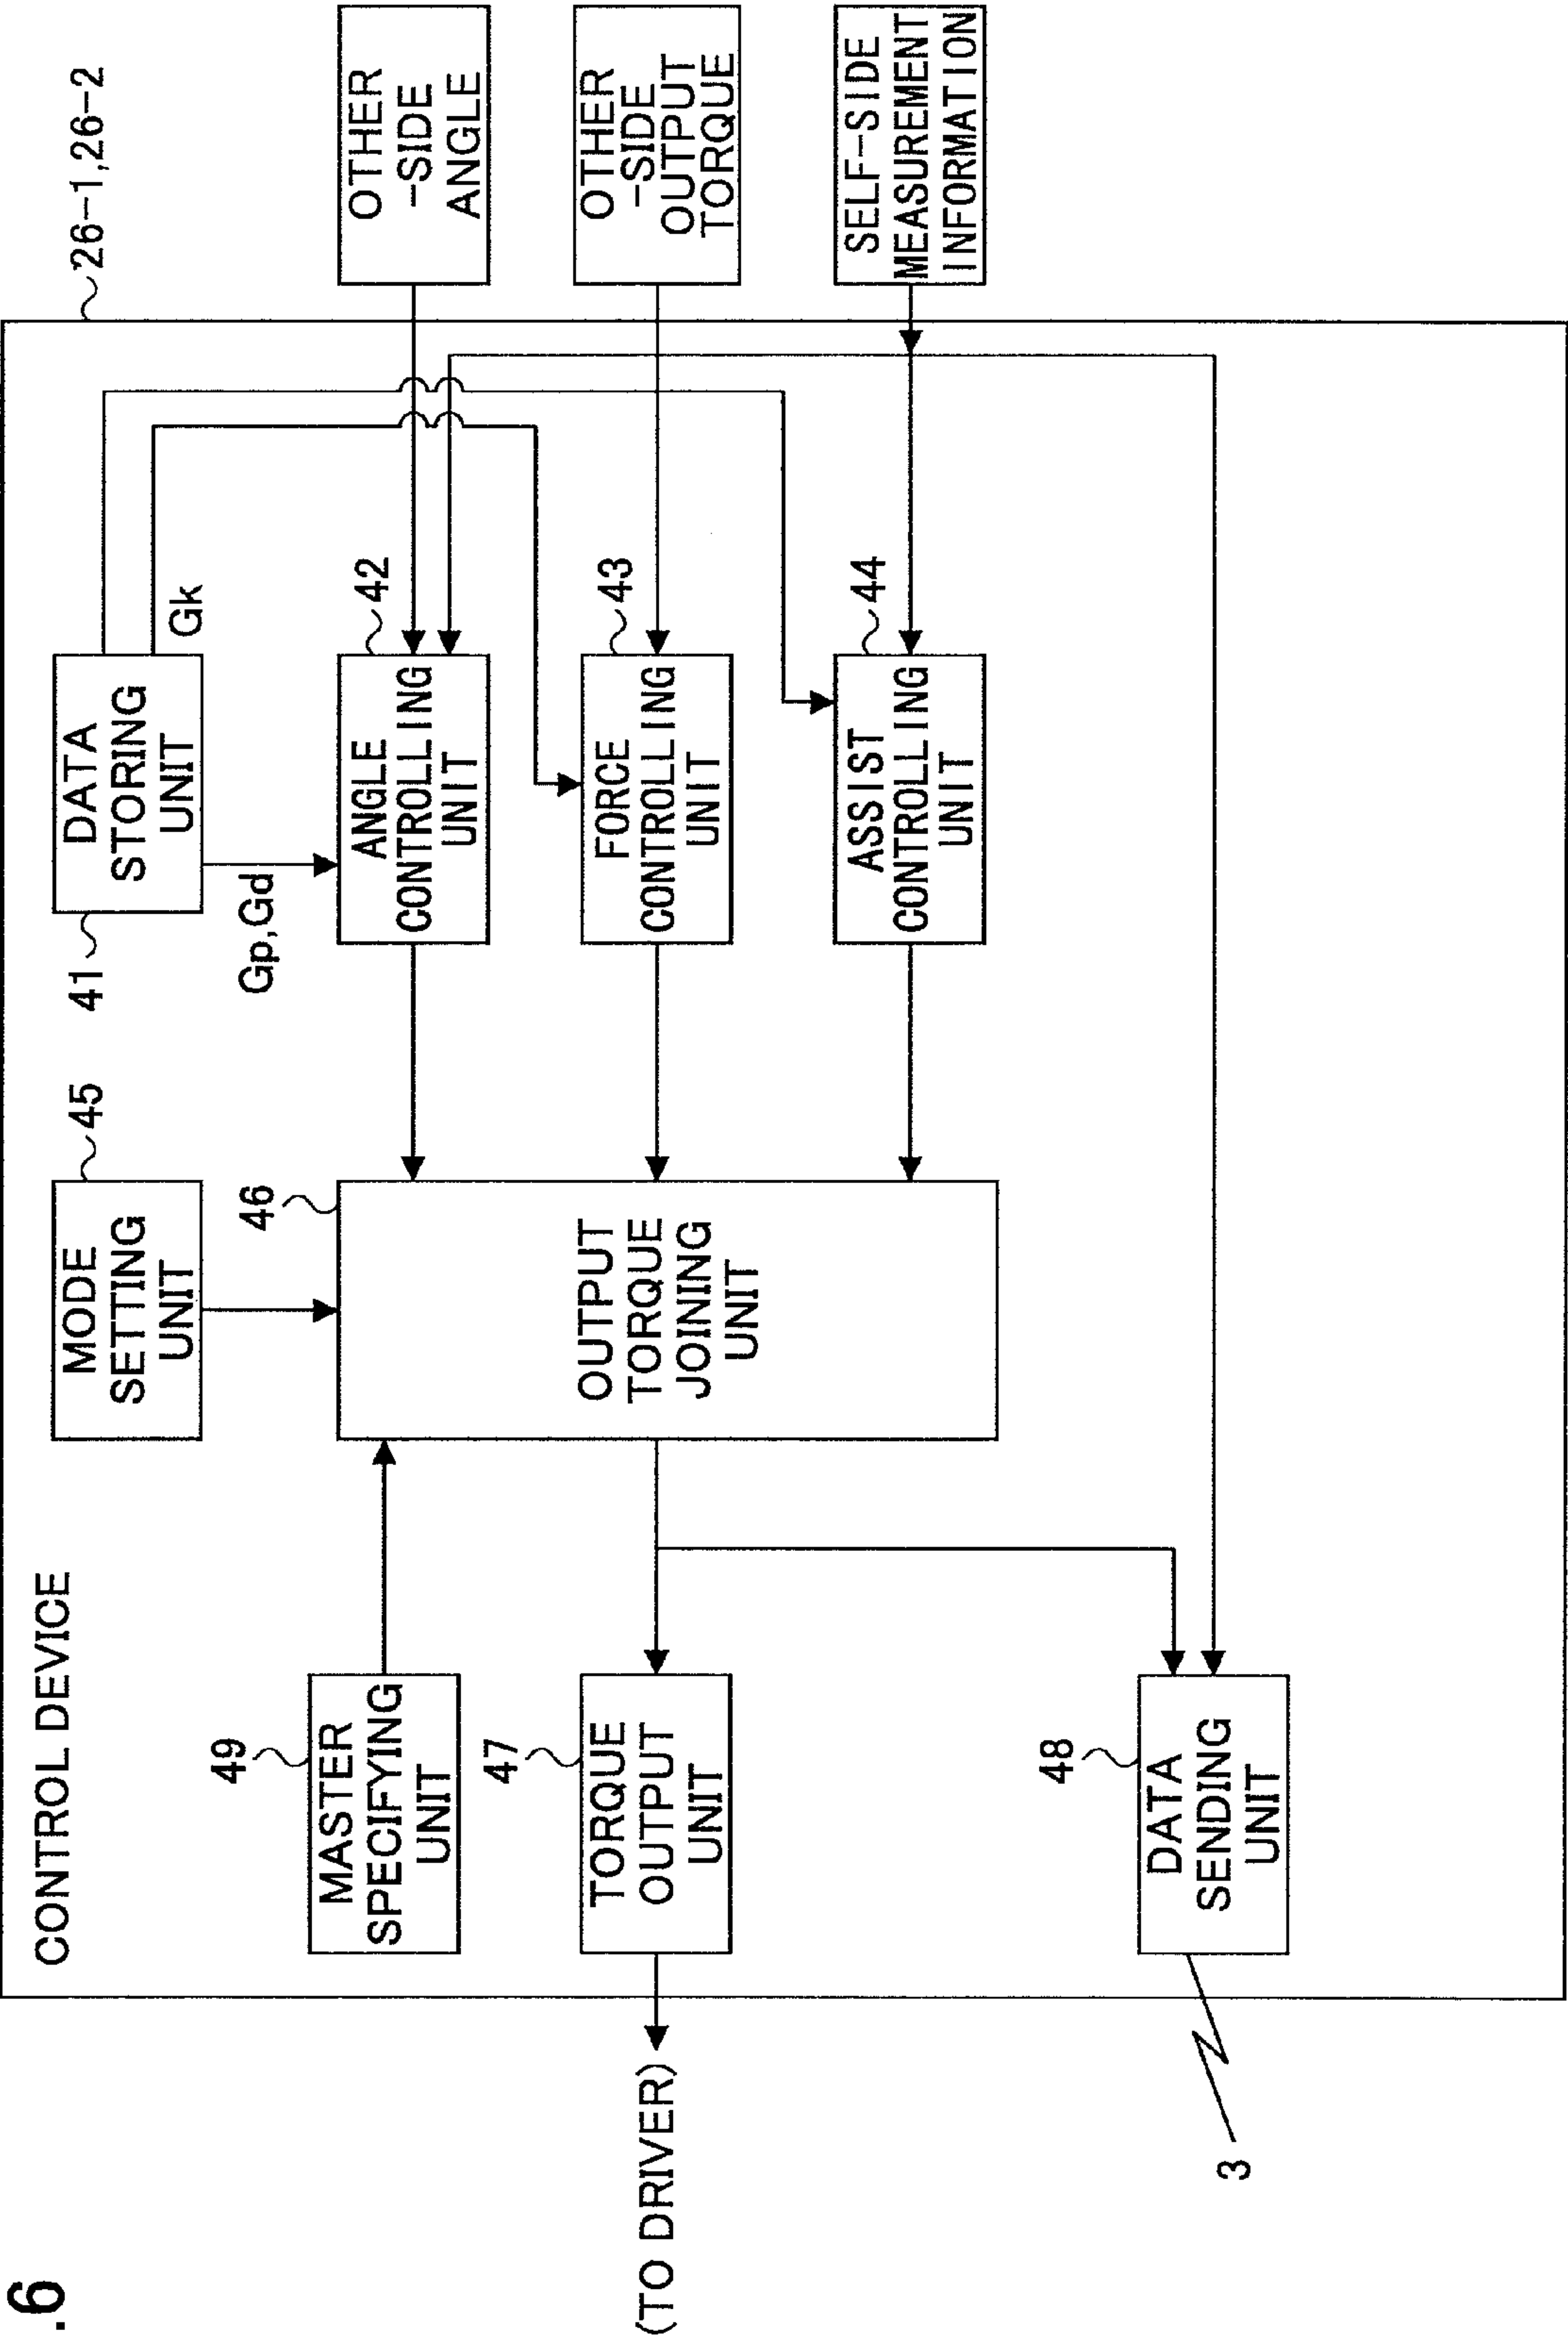 .6
CONTROL DEVICE
26-1,26-2
MASTER
SPECIFYING
UNIT
49
TORQUE
OUTPUT
UNIT
47
(TO DRIVER)
DATA
SENDING
UNIT
48
3
MODE
SETTING
UNIT
45
OUTPUT
TORQUE
JOINING
UNIT
46
DATA
STORING
UNIT
41
Gk
Gp,Gd
ANGLE
CONTROLLING
UNIT
42
FORCE
CONTROLLING
UNIT
43
ASSIST
CONTROLLING
UNIT
44
OTHER
-SIDE
ANGLE
OTHER
-SIDE
OUTPUT
TORQUE
SELF-SIDE
MEASUREMENT
INFORMATION